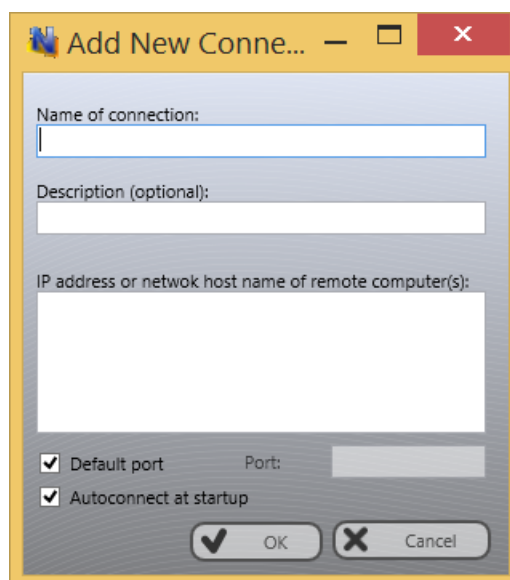 Add New Conne...
Name of connection:
Description (optional):
IP address or netwok host name of remote computer(s):
Default port Port:
Autoconnect at startup
OK Cancel